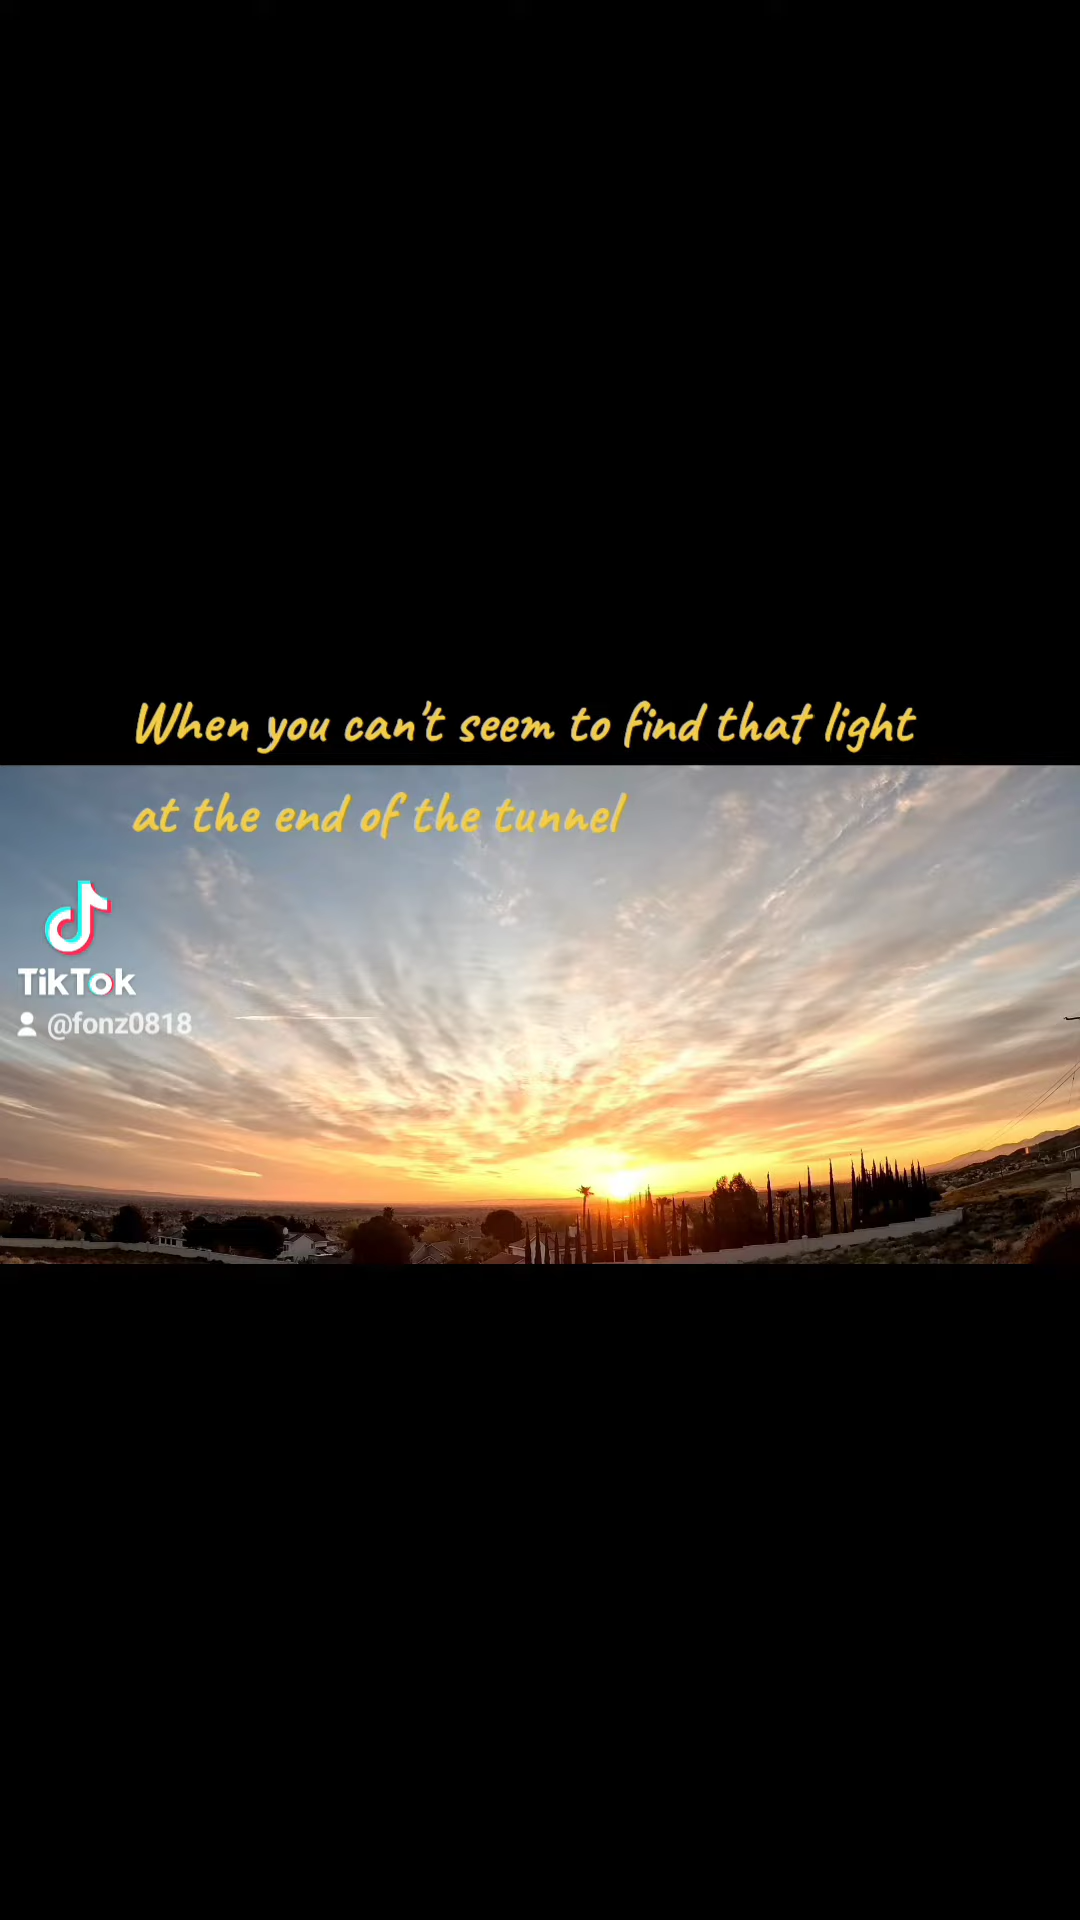 When you can't seem to find that light
at the end of the tunnel
TikTok
@fonz0818